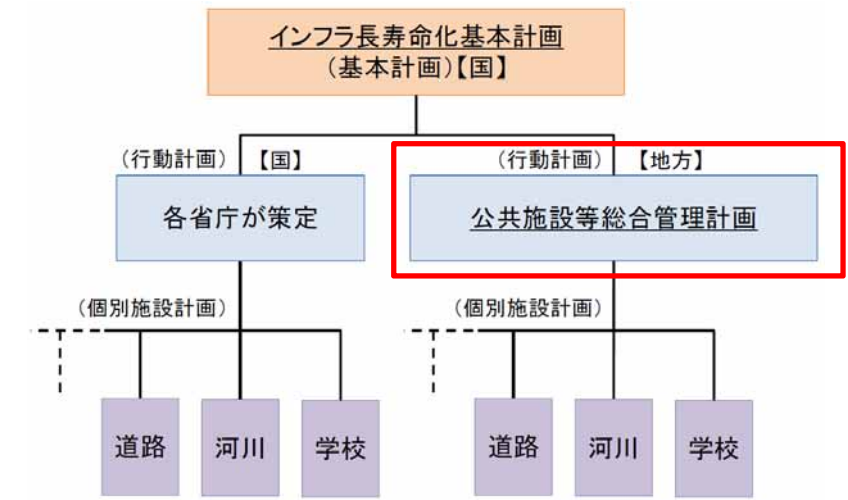 インフラ長寿命化基本計画
(基本計画)【国】
(行動計画) 【国】
(行動計画) 【地方】
各省庁が策定
公共施設等総合管理計画
(個別施設計画)
(個別施設計画)
道路 河川 学校
道路 河川 学校